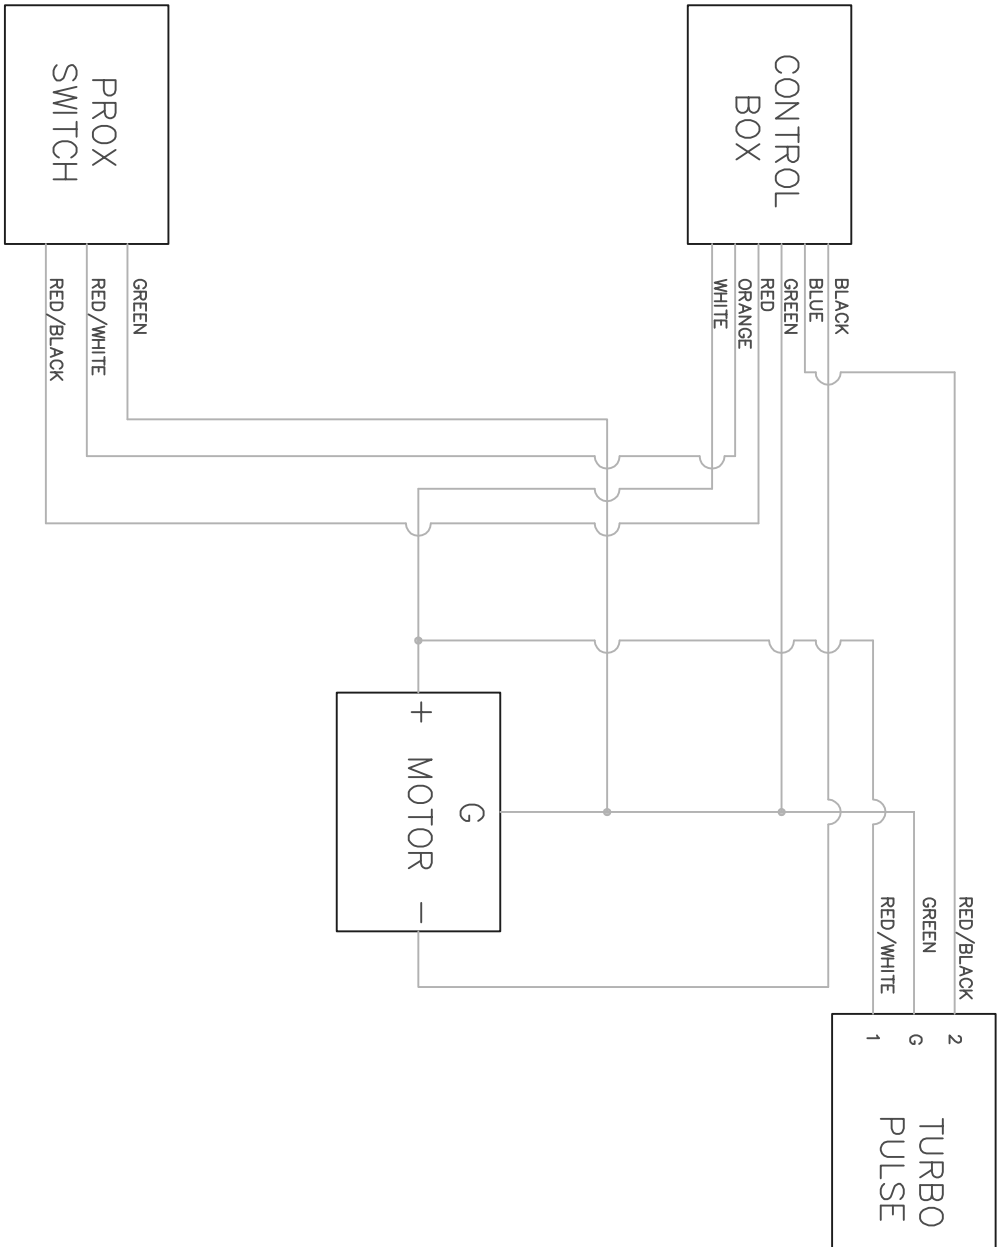 PROX
SWITCH
GREEN
RED/WHITE
RED/BLACK
CONTROL
BOX
BLACK
BLUE
GREEN
RED
ORANGE
WHITE
+ MOTOR -
G
RED/BLACK
GREEN
RED/WHITE
2
G
1
TURBO
PULSE